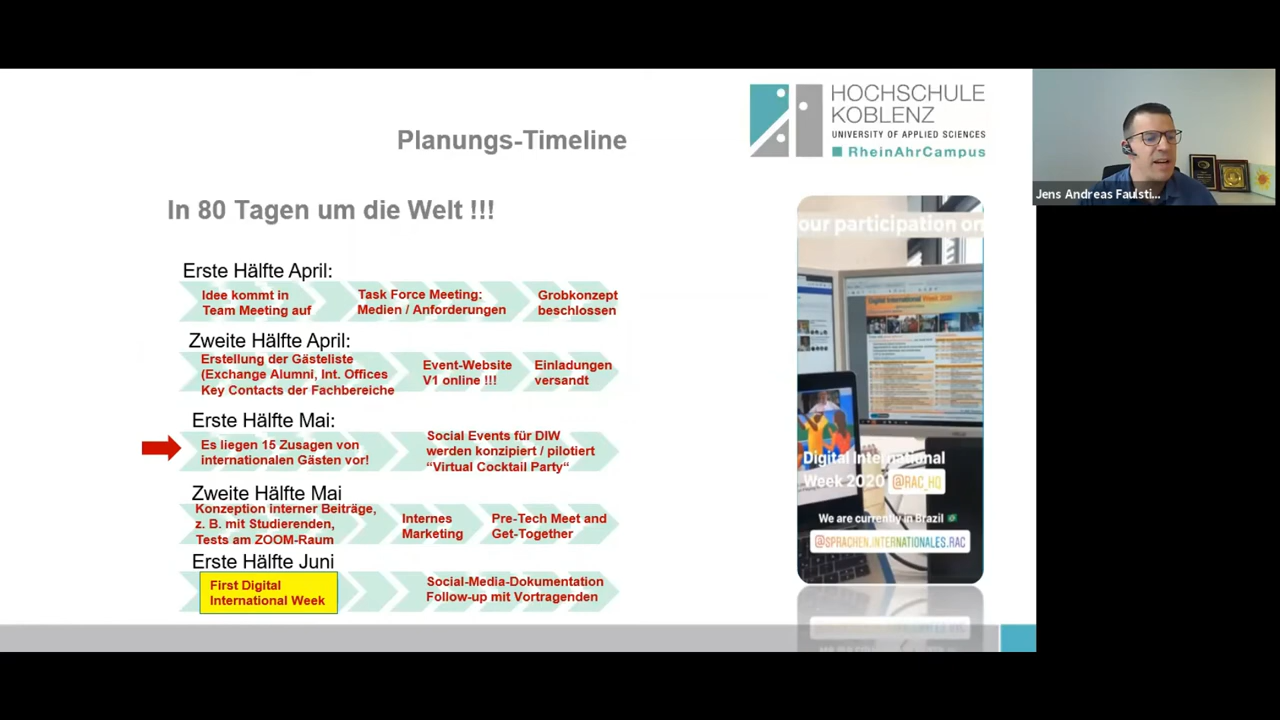 HOCHSCHULE
KOBLENZ
UNIVERSITY OF APPLIED SCIENCES
RheinAhrCampus
Planungs-Timeline
Jens Andreas Faulsti...
In 80 Tagen um die Welt !!!
Erste Hälfte April:
Idee kommt in
Team Meeting auf
Task Force Meeting:
Medien / Anforderungen
Grobkonzept
beschlossen
Zweite Hälfte April:
Erstellung der Gästeliste
(Exchange Alumni, Int. Offices
Key Contacts der Fachbereiche
Event-Website
V1 online !!!
Einladungen
versandt
Erste Hälfte Mai:
Es liegen 15 Zusagen von
internationalen Gästen vor!
Social Events für DIW
werden konzipiert / pilotiert
“Virtual Cocktail Party“
Zweite Hälfte Mai
Konzeption interner Beiträge,
z. B. mit Studierenden,
Tests am ZOOM-Raum
Internes
Marketing
Pre-Tech Meet and
Get-Together
Erste Hälfte Juni
First Digital
International Week
Social-Media-Dokumentation
Follow-up mit Vortragenden
our participation on
Digital International Week 2020
Digital International
Week 2020 @RAC_HQ
We are currently in Brazil
@SPRACHEN.INTERNATIONALES.RAC